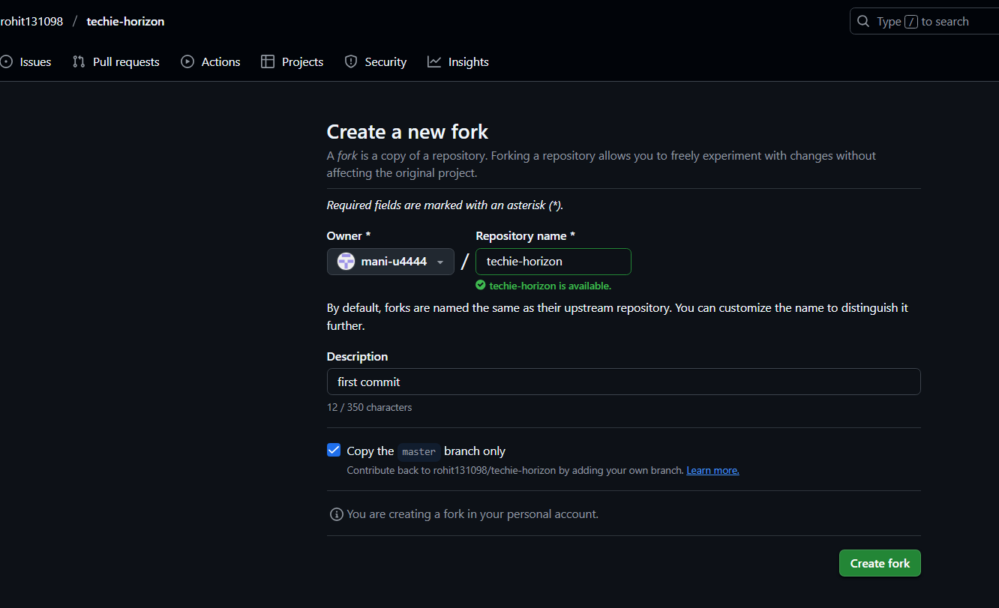 rohit131098 / techie-horizon
Type / to search
Issues Pull requests Actions Projects Security Insights
Create a new fork
A fork is a copy of a repository. Forking a repository allows you to freely experiment with changes without
affecting the original project.
Required fields are marked with an asterisk (*).
Owner * Repository name *
mani-u4444 / techie-horizon
techie-horizon is available.
By default, forks are named the same as their upstream repository. You can customize the name to distinguish it
further.
Description
first commit
12 / 350 characters
Copy the master branch only
Contribute back to rohit131098/techie-horizon by adding your own branch. Learn more.
You are creating a fork in your personal account.
Create fork